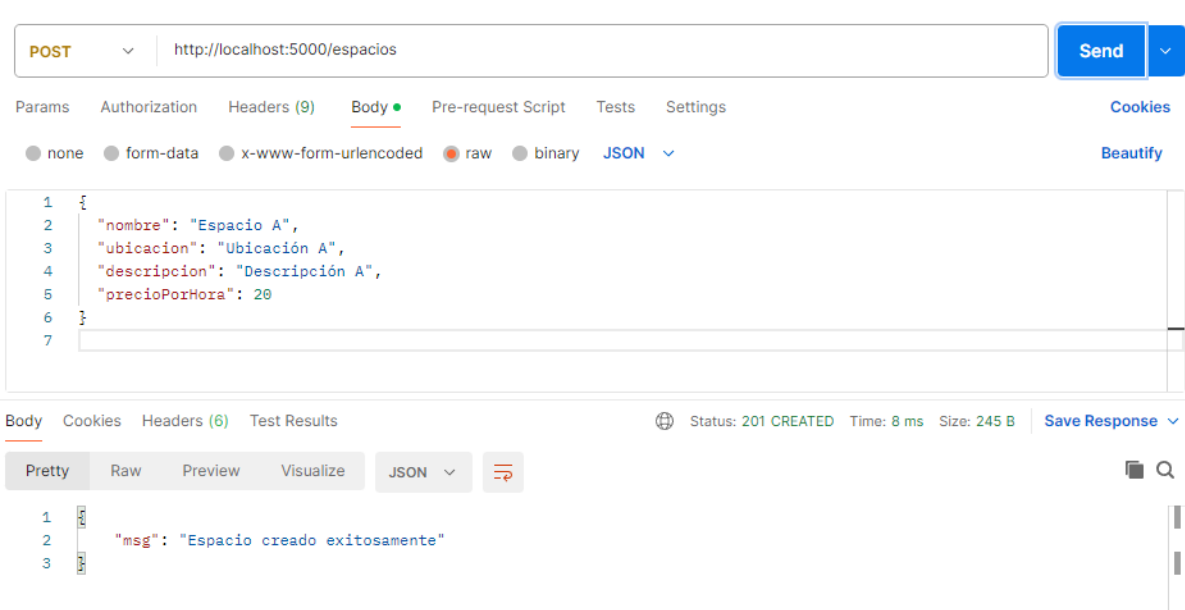 POST http://localhost:5000/espacios Send
Params Authorization Headers (9) Body Pre-request Script Tests Settings Cookies
none form-data x-www-form-urlencoded raw binary JSON Beautify
1 {
2 "nombre": "Espacio A",
3 "ubicacion": "Ubicación A",
4 "descripcion": "Descripción A",
5 "precioPorHora": 20
6 }
7
Body Cookies Headers (6) Test Results Status: 201 CREATED Time: 8 ms Size: 245 B Save Response
Pretty Raw Preview Visualize JSON
1 {
2 "msg": "Espacio creado exitosamente"
3 }